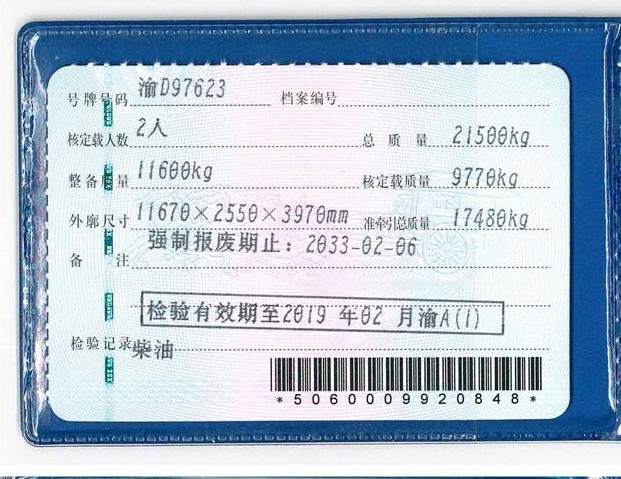 号牌号码 渝D97623 档案编号
核定载人数 2人 总质量 21500kg
整备质量 11600kg 核定载质量 9770kg
外廓尺寸 11670×2550×3970mm 准牵引总质量 17480kg
强制报废期止：2033-02-06
备注
检验有效期至2019年02月渝A(1)
检验记录 柴油
*5060009920848*